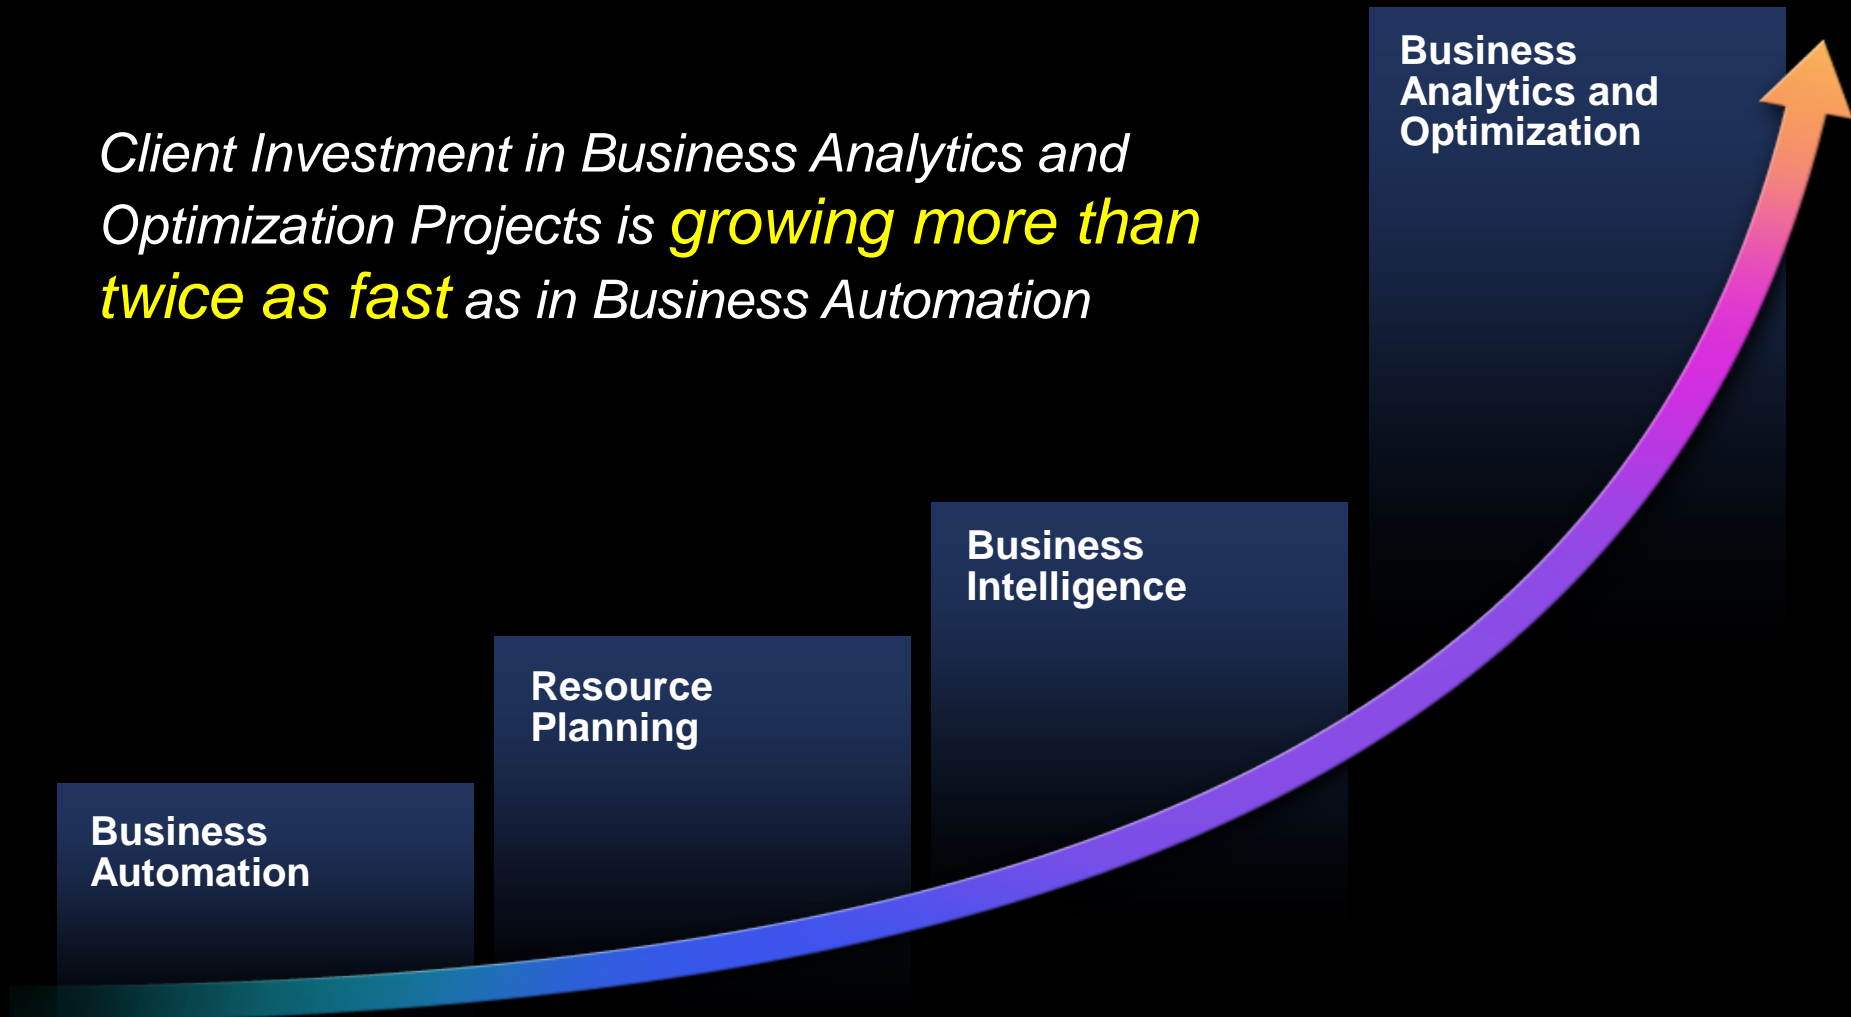 Client Investment in Business Analytics and
Optimization Projects is growing more than
twice as fast as in Business Automation
Business
Automation
Resource
Planning
Business
Intelligence
Business
Analytics and
Optimization